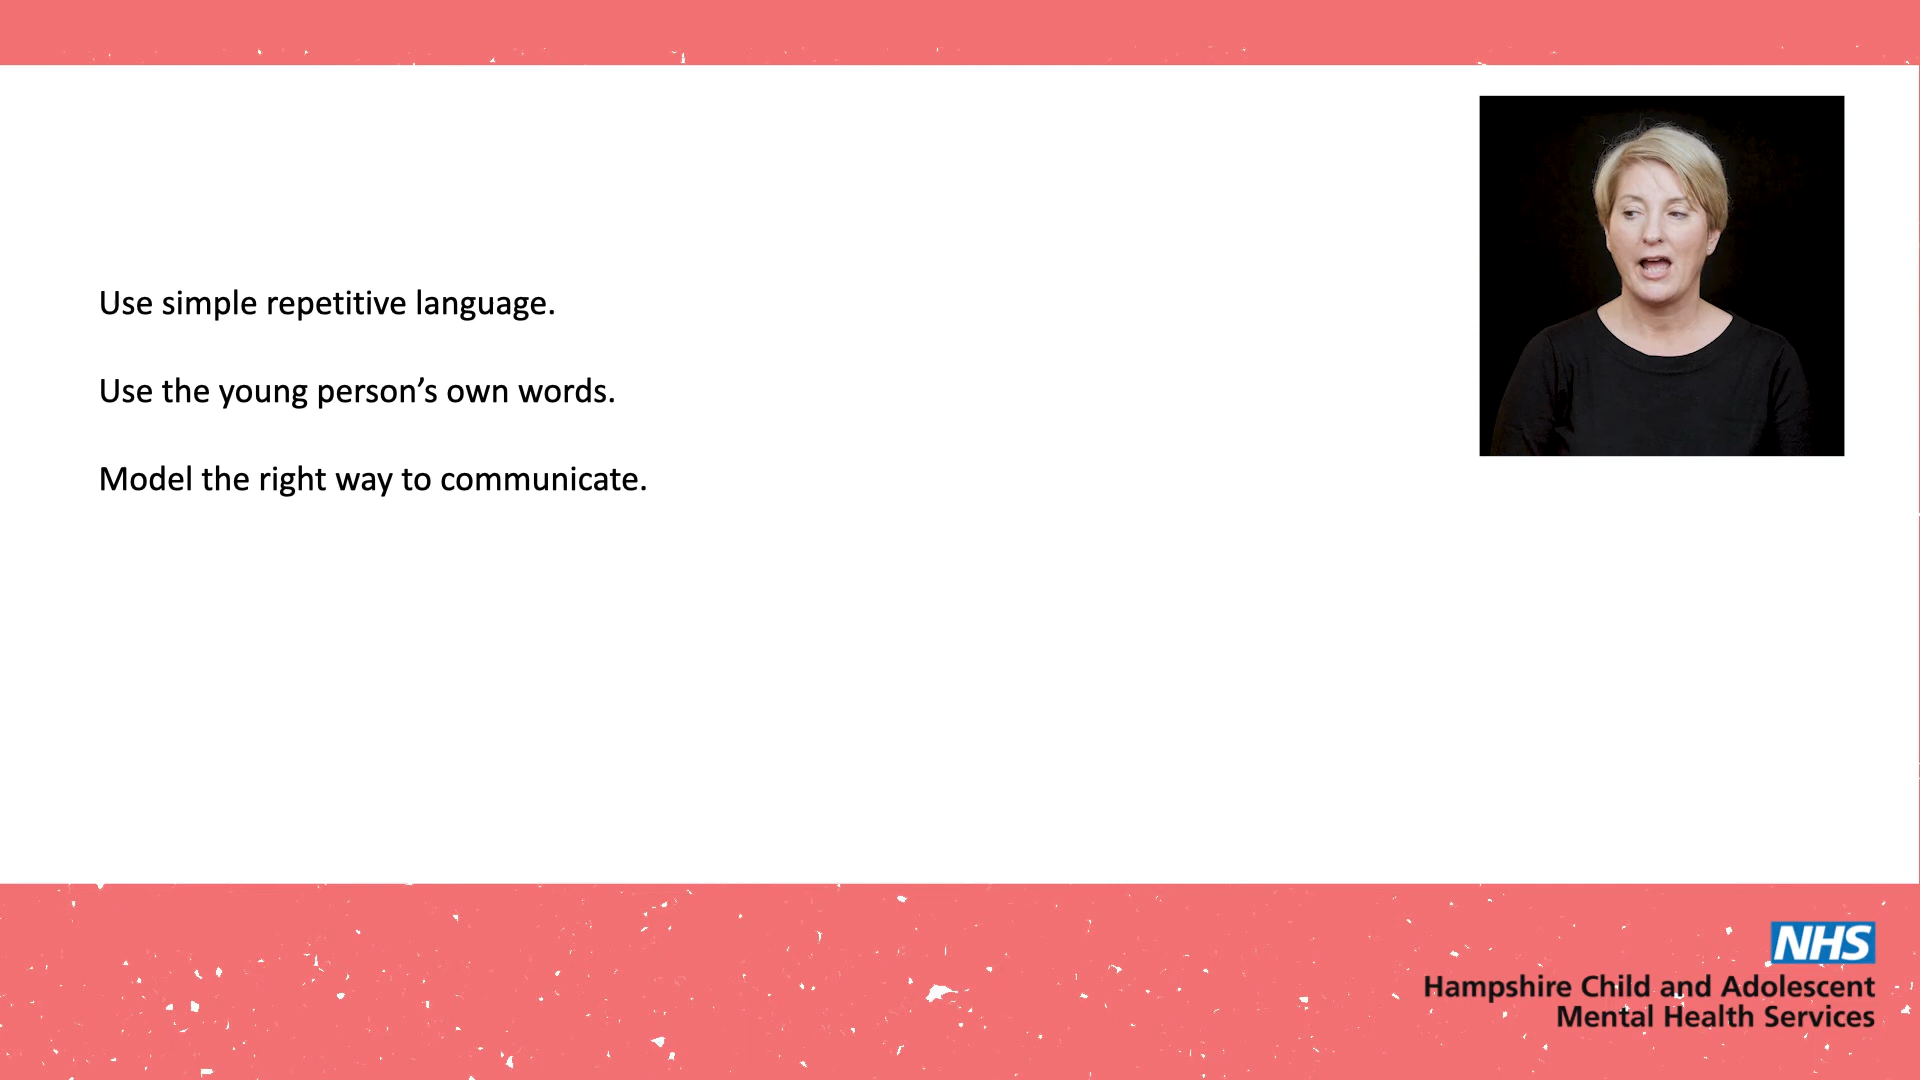 Use simple repetitive language.
Use the young person’s own words.
Model the right way to communicate.
NHS
Hampshire Child and Adolescent
Mental Health Services